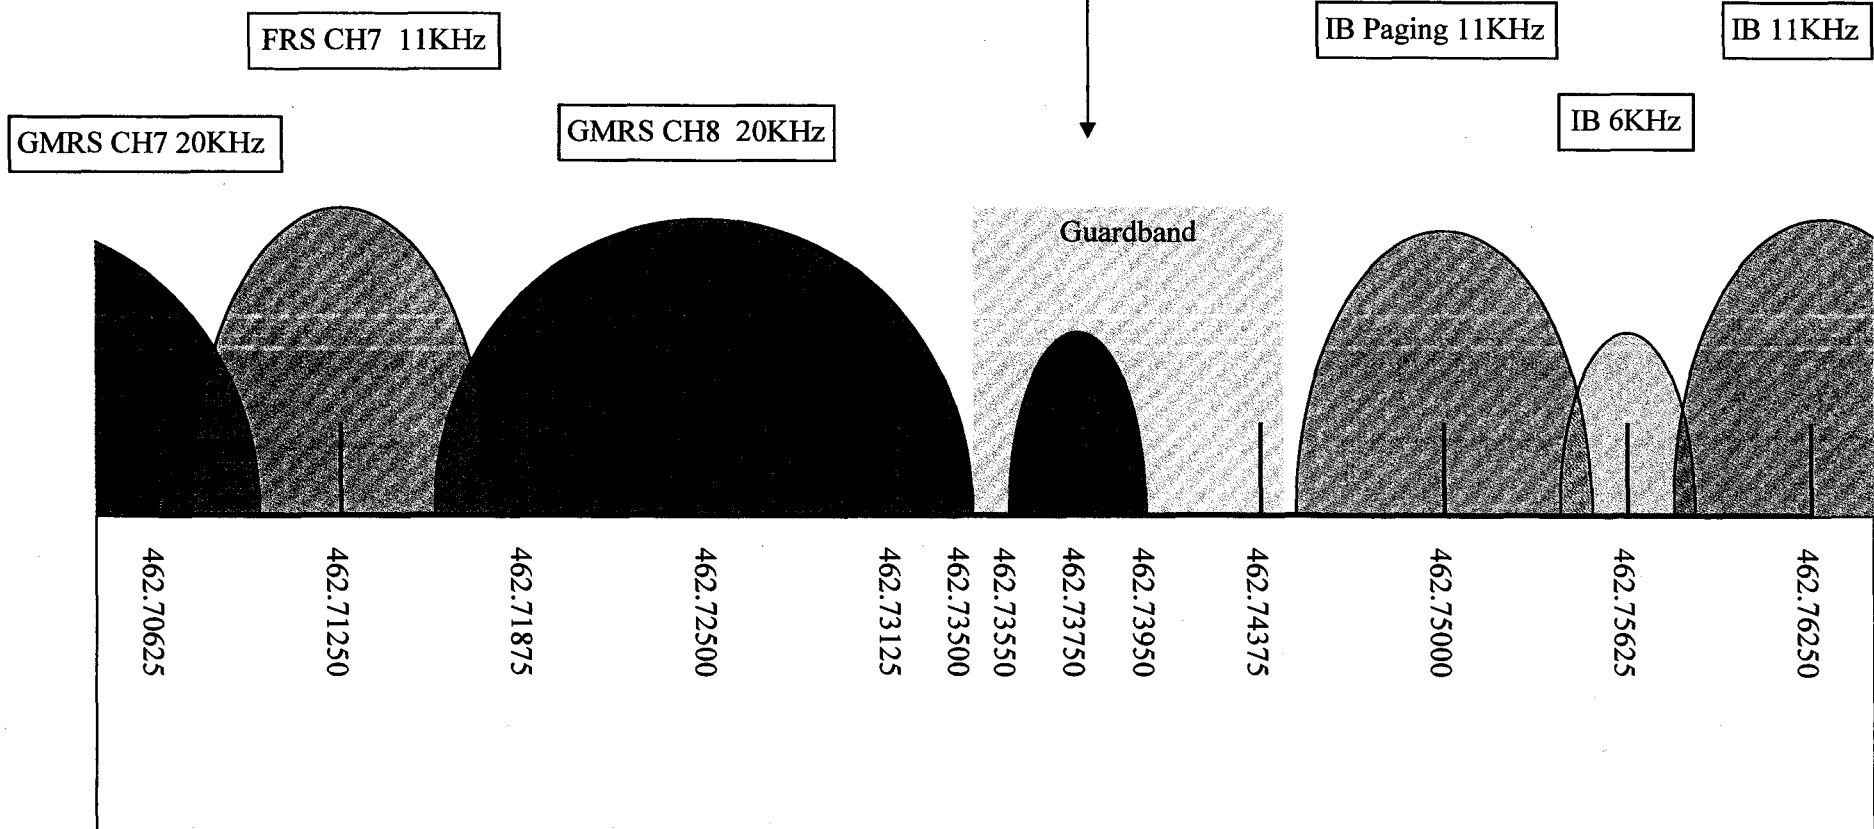 FRS CH7 11KHz
IB Paging 11KHz
IB 11KHz
GMRS CH7 20KHz
GMRS CH8 20KHz
IB 6KHz
Guardband
462.70625
462.71250
462.71875
462.72500
462.73125
462.73500
462.73550
462.73750
462.73950
462.74375
462.75000
462.75625
462.76250